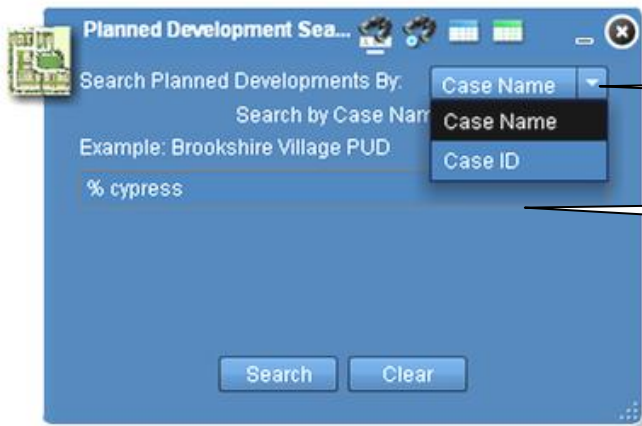 Planned Development Sea...
Search Planned Developments By: Case Name
Search by Case Nam
Case Name
Example: Brookshire Village PUD
Case ID
% cypress
Search Clear